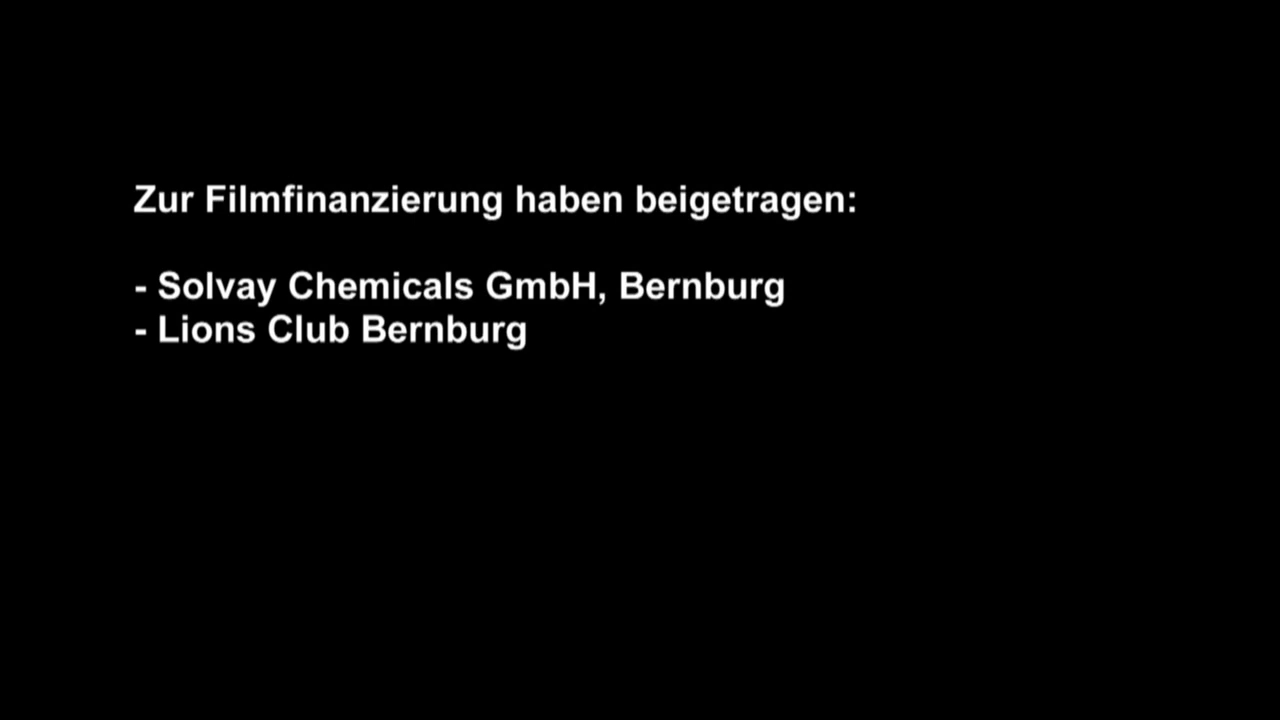 Zur Filmfinanzierung haben beigetragen:
- Solvay Chemicals GmbH, Bernburg
- Lions Club Bernburg